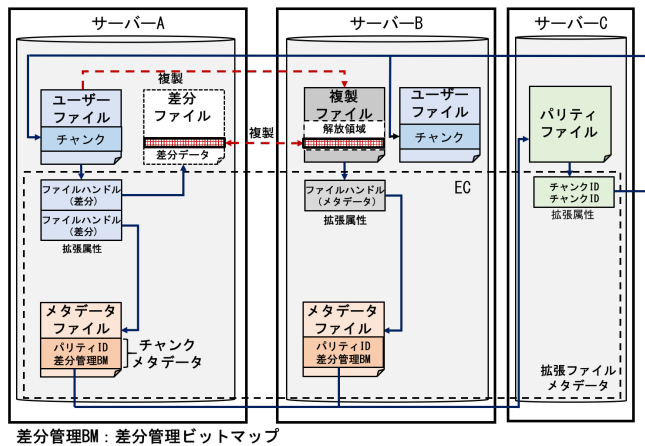 サーバーA
サーバーB
サーバーC
複製
ユーザー
ファイル
チャンク
差分
ファイル
差分データ
複製
複製
ファイル
解放領域
ユーザー
ファイル
チャンク
パリティ
ファイル
ファイルハンドル
(差分)
ファイルハンドル
(差分)
拡張属性
ファイルハンドル
(メタデータ)
拡張属性
EC
チャンクID
チャンクID
拡張属性
メタデータ
ファイル
パリティID
差分管理BM
チャンク
メタデータ
メタデータ
ファイル
パリティID
差分管理BM
拡張ファイル
メタデータ
差分管理BM：差分管理ビットマップ